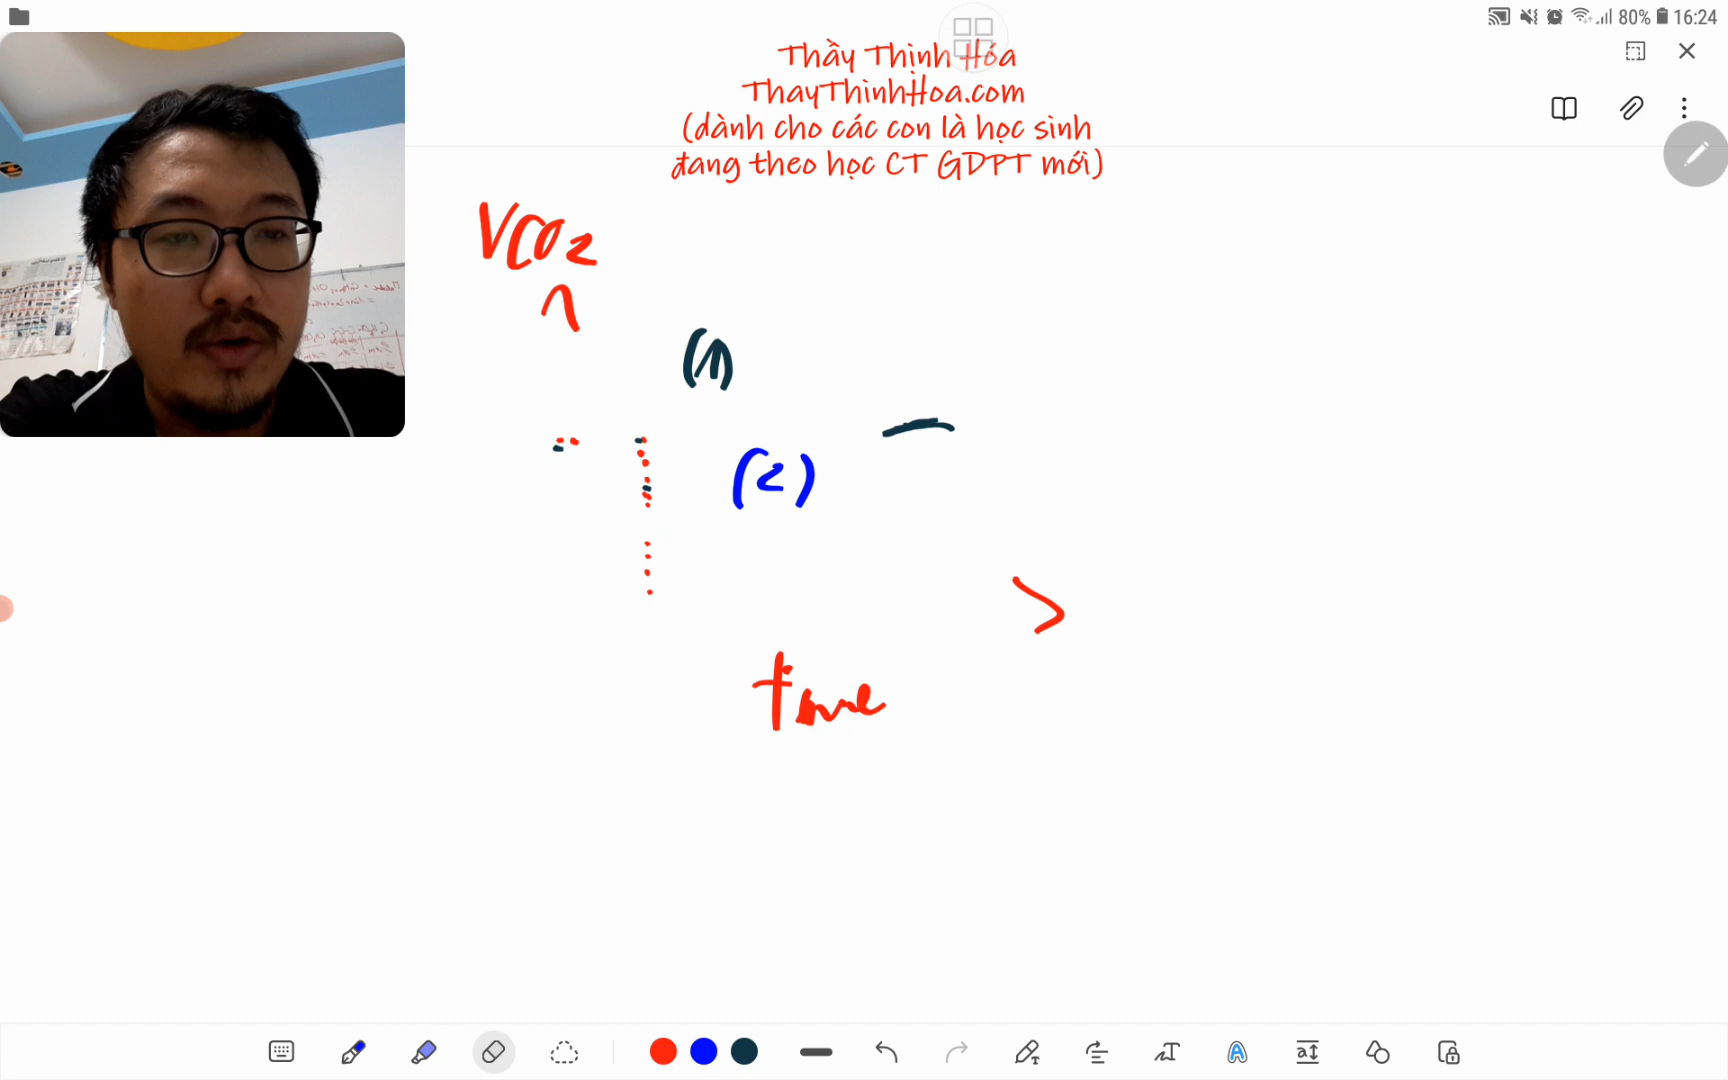 80% 16:24
Thầy Thịnh Hóa
ThayThinhHoa.com
(dành cho các con là học sinh
đang theo học CT GDPT mới)
VCO2
(1)
(2)
time